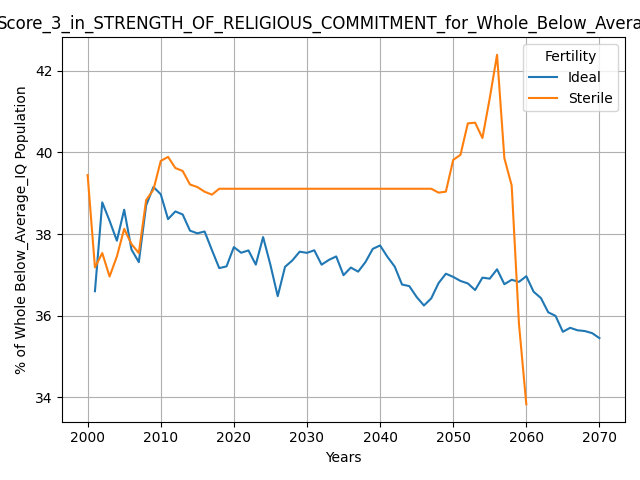 Score_3_in_STRENGTH_OF_RELIGIOUS_COMMITMENT_for_Whole_Below_Avera
Fertility
Ideal
Sterile
% of Whole Below_Average_IQ Population
42
40
38
36
34
2000 2010 2020 2030 2040 2050 2060 2070
Years